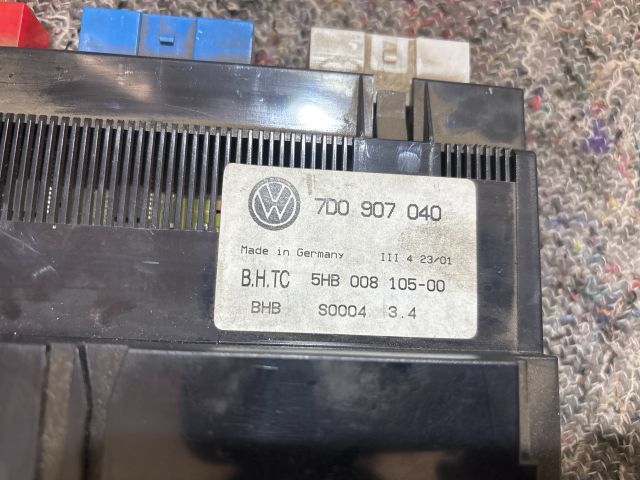 VW
7D0 907 040
Made in Germany III 4 23/01
B.H.TC 5HB 008 105-00
BHB S0004 3.4